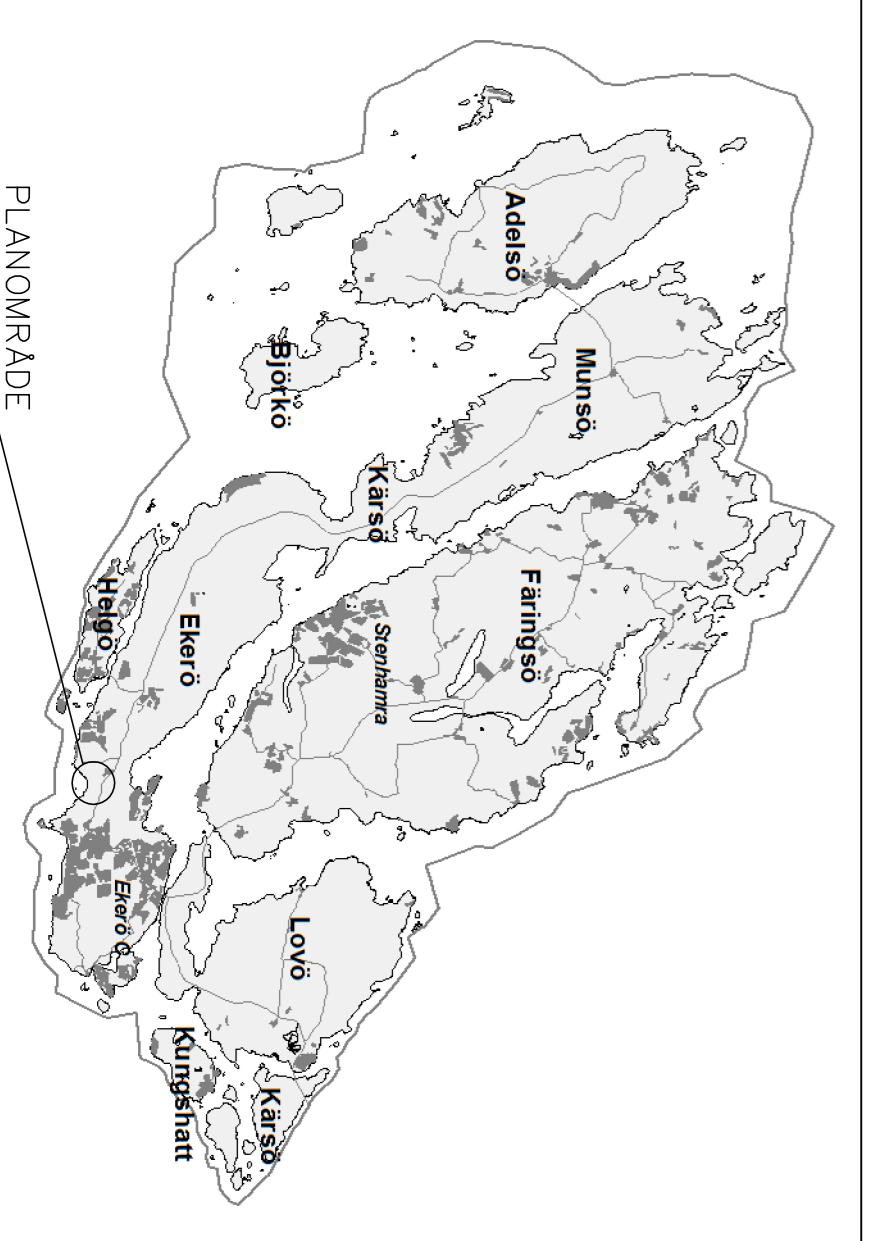 Adelsö
Munsö
Björkö
Kärsö
Färingsö
Helgö
Ekerö
Stenhamra
Ekerö C
Lovö
Kungshatt
Kärsö
PLANOMRÅDE